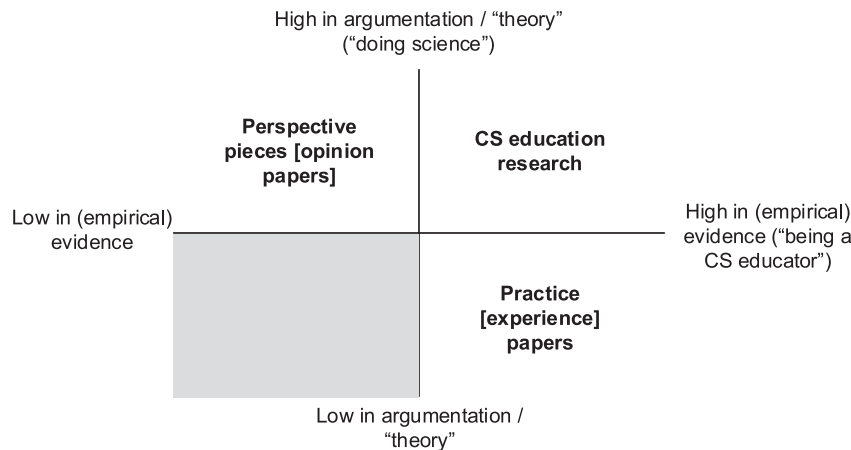 High in argumentation / “theory”
(“doing science”)
Perspective
pieces [opinion
papers]
CS education
research
Low in (empirical)
evidence
High in (empirical)
evidence (“being a
CS educator”)
Practice
[experience]
papers
Low in argumentation /
“theory”